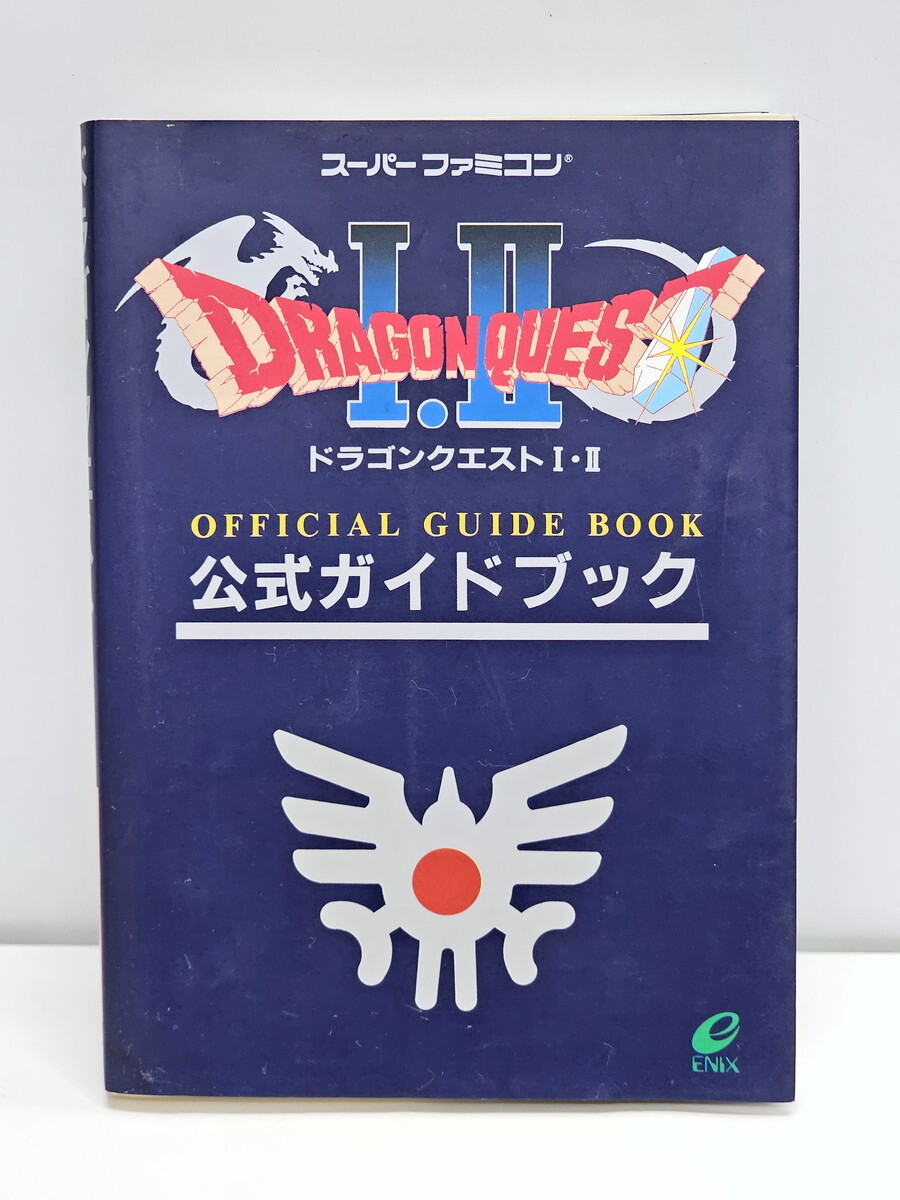 スーパーファミコン®
I.II
DRAGON QUEST
ドラゴンクエストI・II
OFFICIAL GUIDE BOOK
公式ガイドブック
ENIX